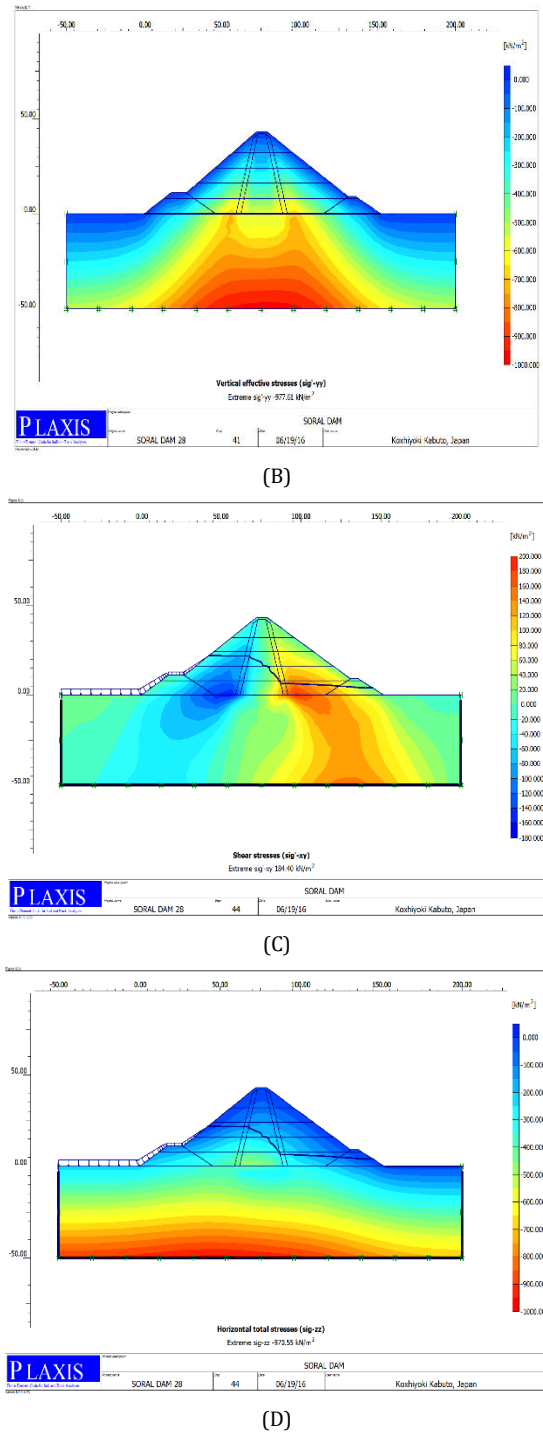 -50.00 0.00 50.00 100.00 150.00 200.00
[kN/m²]
0.000
-100.000
-200.000
-300.000
-400.000
-500.000
-600.000
-700.000
-800.000
-900.000
-1000.000
50.00
0.00
-50.00
Vertical effective stresses (sig'-yy)
Extreme sig'-yy -977.61 kN/m²
PLAXIS
SORAL DAM
SORAL DAM 28 41 06/19/16 Koxhiyoki Kabuto, Japan
(B)
-50.00 0.00 50.00 100.00 150.00 200.00
[kN/m²]
200.000
180.000
160.000
140.000
120.000
100.000
80.000
60.000
40.000
20.000
0.000
-20.000
-40.000
-60.000
-80.000
-100.000
-120.000
-140.000
-160.000
-180.000
50.00
0.00
-50.00
Shear stresses (sig'-xy)
Extreme sig'-xy 184.40 kN/m²
PLAXIS
SORAL DAM
SORAL DAM 28 44 06/19/16 Koxhiyoki Kabuto, Japan
(C)
-50.00 0.00 50.00 100.00 150.00 200.00
[kN/m²]
0.000
-100.000
-200.000
-300.000
-400.000
-500.000
-600.000
-700.000
-800.000
-900.000
-1000.000
50.00
0.00
-50.00
Horizontal total stresses (sig-zz)
Extreme sig-zz -970.55 kN/m²
PLAXIS
SORAL DAM
SORAL DAM 28 44 06/19/16 Koxhiyoki Kabuto, Japan
(D)